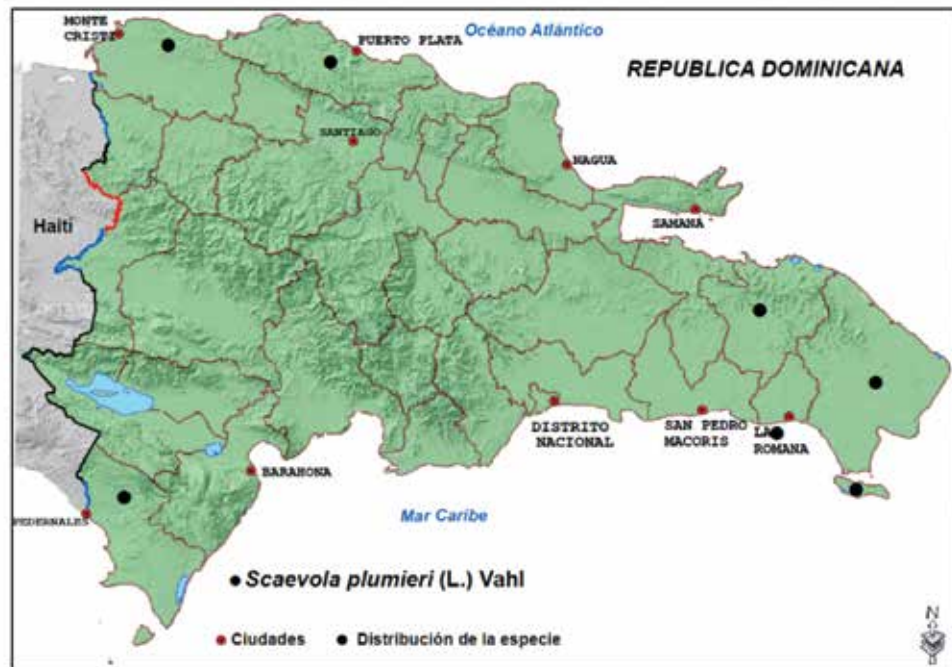 MONTE
CRISTI
PUERTO PLATA
Océano Atlántico
REPUBLICA DOMINICANA
SANTIAGO
NAGUA
Haití
SAMANA
DISTRITO
NACIONAL
SAN PEDRO
MACORIS
LA
ROMANA
BARAHONA
PEDERNALES
Mar Caribe
Scaevola plumieri (L.) Vahl
Ciudades
Distribución de la especie
N